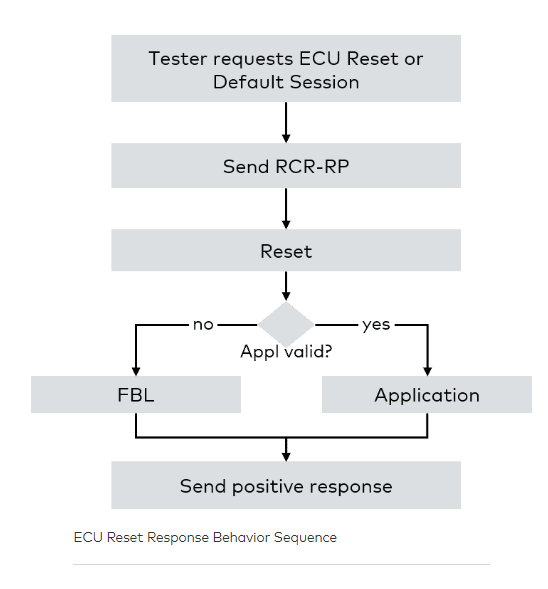 Tester requests ECU Reset or
Default Session
Send RCR-RP
Reset
no
yes
Appl valid?
FBL
Application
Send positive response
ECU Reset Response Behavior Sequence